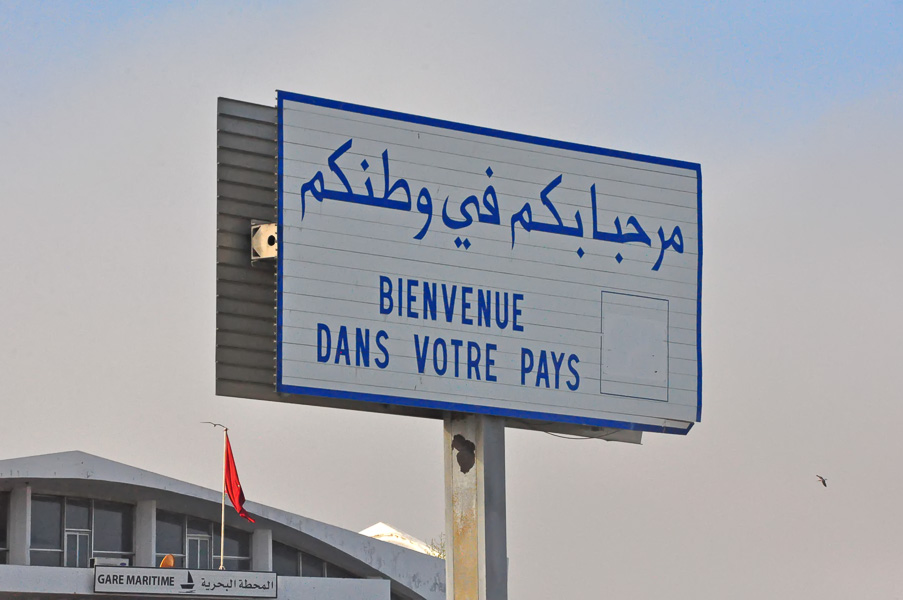 مرحبا بكم في وطنكم
BIENVENUE
DANS VOTRE PAYS
GARE MARITIME المحطة البحرية